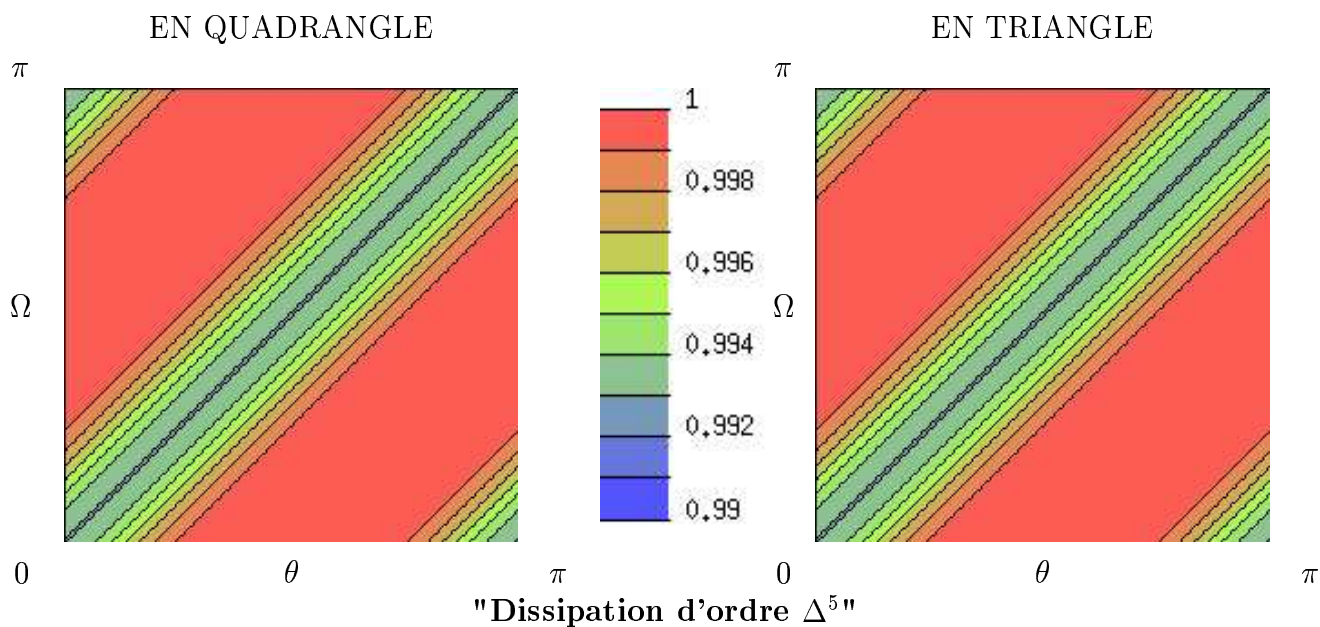 EN QUADRANGLE
EN TRIANGLE
π
π
1
0.998
0.996
Ω
Ω
0.994
0.992
0.99
0
θ
π
0
θ
π
"Dissipation d'ordre Δ⁵"